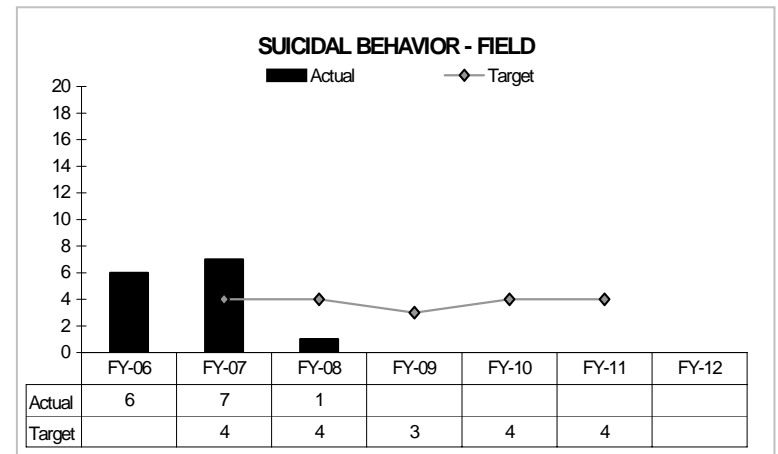 SUICIDAL BEHAVIOR - FIELD
Actual Target
20
18
16
14
12
10
8
6
4
2
0
FY-06 FY-07 FY-08 FY-09 FY-10 FY-11 FY-12
Actual 6 7 1
Target 4 4 3 4 4